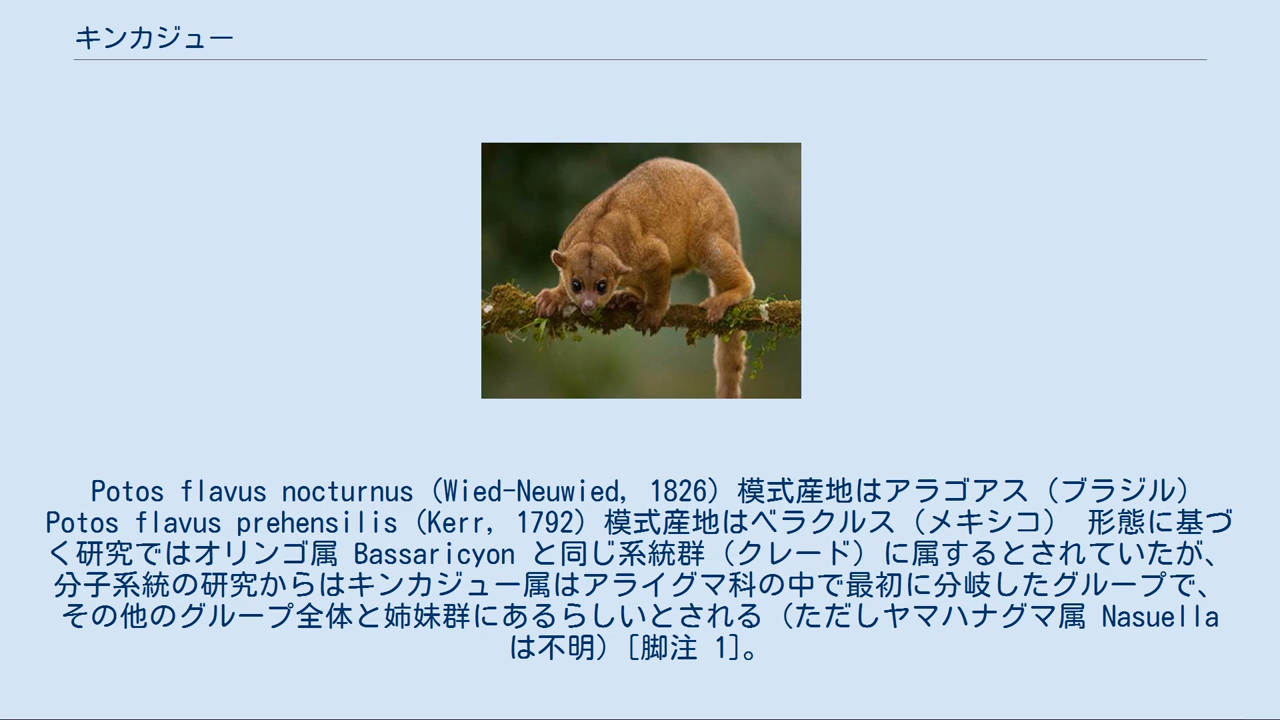 キンカジュー
Potos flavus nocturnus (Wied-Neuwied, 1826) 模式産地はアラゴアス（ブラジル）
Potos flavus prehensilis (Kerr, 1792) 模式産地はベラクルス（メキシコ） 形態に基づ
く研究ではオリンゴ属 Bassaricyon と同じ系統群（クレード）に属するとされていたが、
分子系統の研究からはキンカジュー属はアライグマ科の中で最初に分岐したグループで、
その他のグループ全体と姉妹群にあるらしいとされる（ただしヤマハナグマ属 Nasuella
は不明）[脚注 1]。